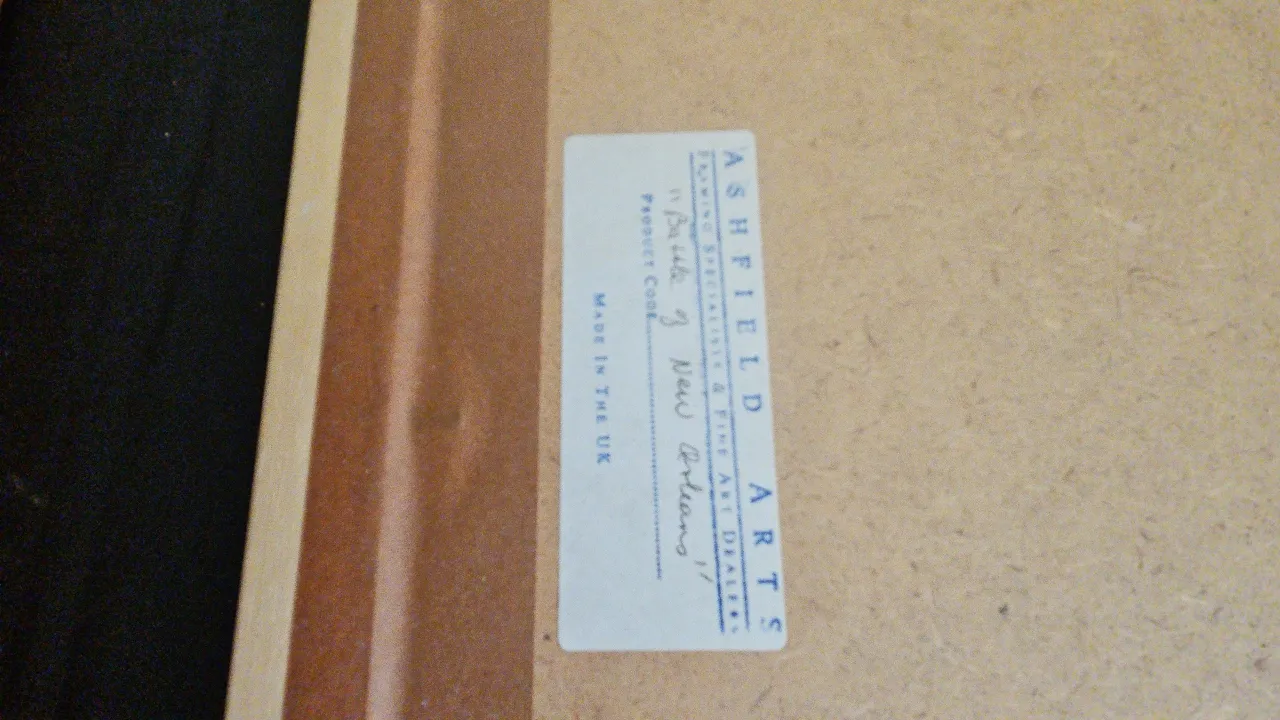 ASHFIELD ARTS
FRAMING SPECIALISTS & FINE ART DEALERS
"Battle of New Orleans"
PRODUCT CODE
MADE IN THE UK